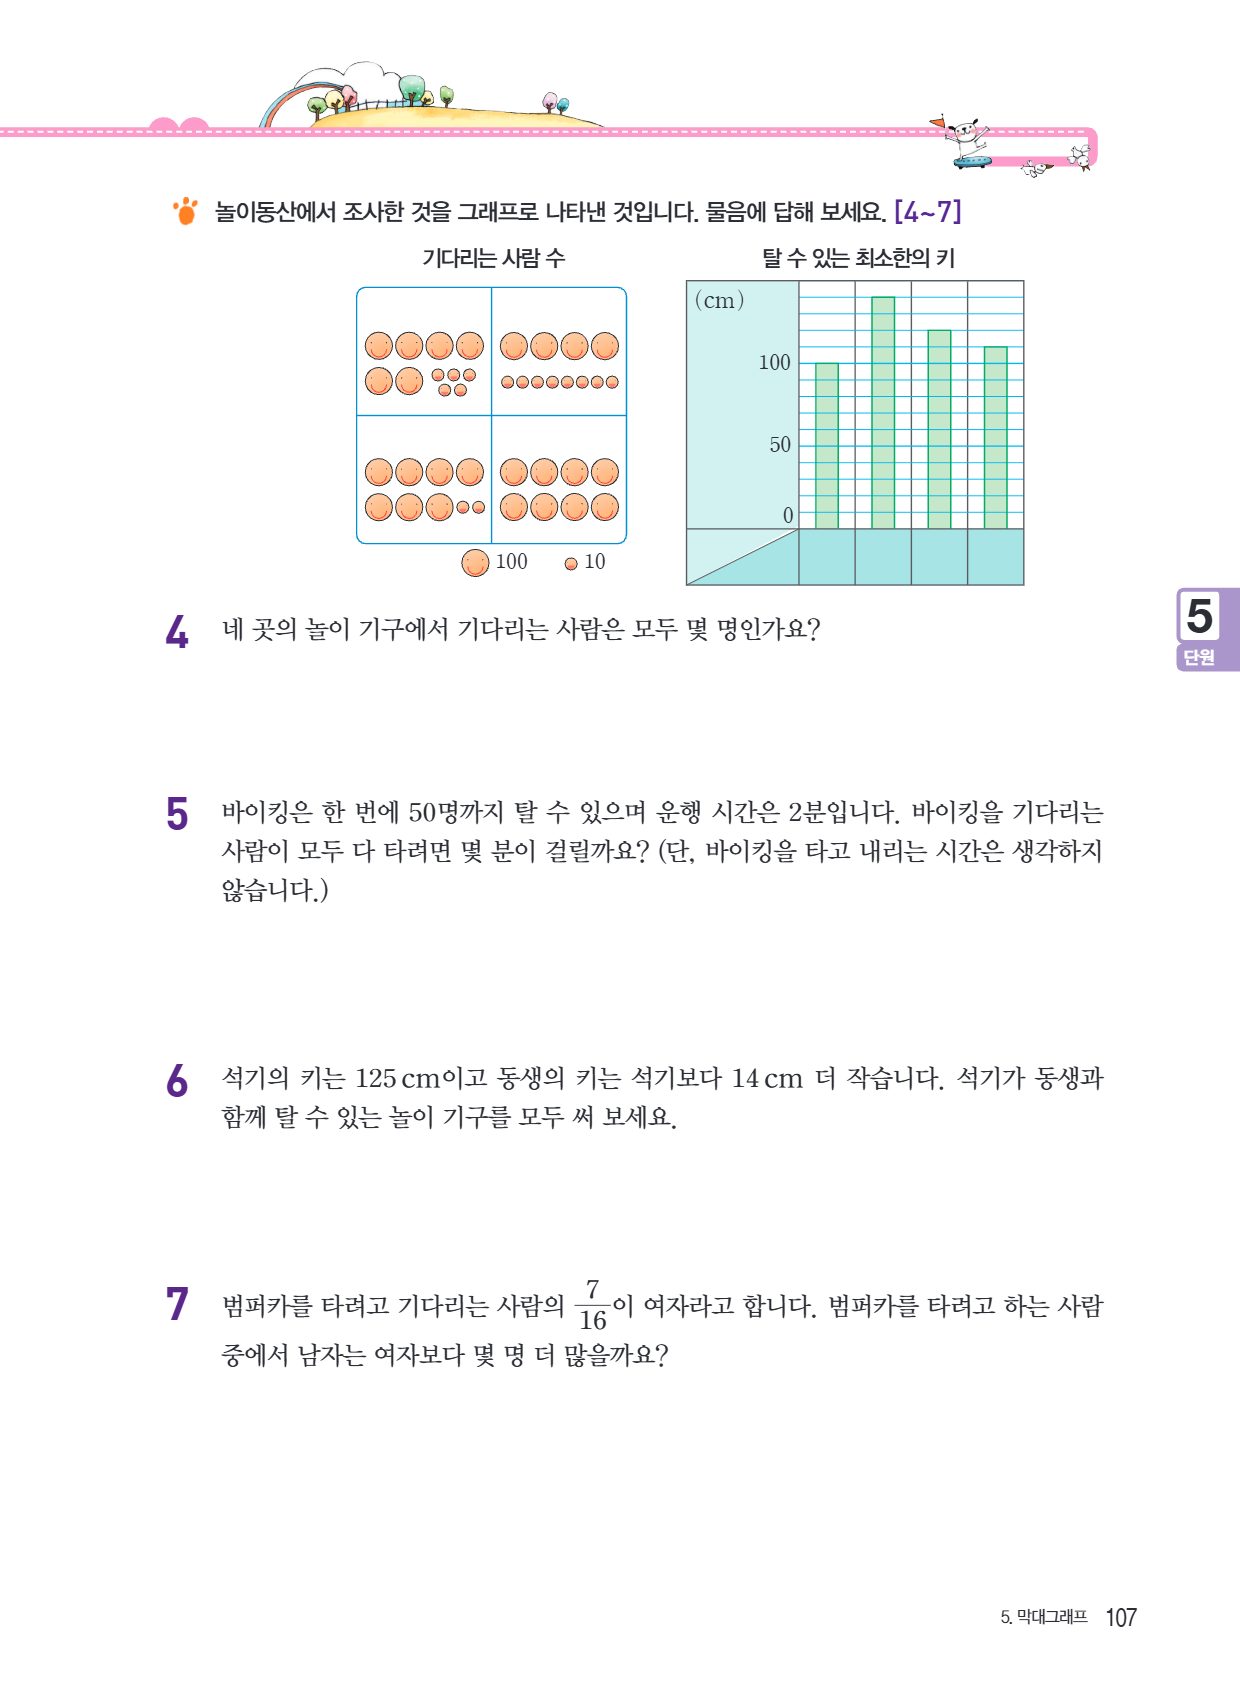 놀이동산에서 조사한 것을 그래프로 나타낸 것입니다. 물음에 답해 보세요. [4~7]
기다리는 사람 수
100 10
탈 수 있는 최소한의 키
(cm)
100
50
0
4 네 곳의 놀이 기구에서 기다리는 사람은 모두 몇 명인가요?
5
단원
5 바이킹은 한 번에 50명까지 탈 수 있으며 운행 시간은 2분입니다. 바이킹을 기다리는
사람이 모두 다 타려면 몇 분이 걸릴까요? (단, 바이킹을 타고 내리는 시간은 생각하지
않습니다.)
6 석기의 키는 125 cm이고 동생의 키는 석기보다 14 cm 더 작습니다. 석기가 동생과
함께 탈 수 있는 놀이 기구를 모두 써 보세요.
7 범퍼카를 타려고 기다리는 사람의 7/16이 여자라고 합니다. 범퍼카를 타려고 하는 사람
중에서 남자는 여자보다 몇 명 더 많을까요?
5. 막대그래프 107